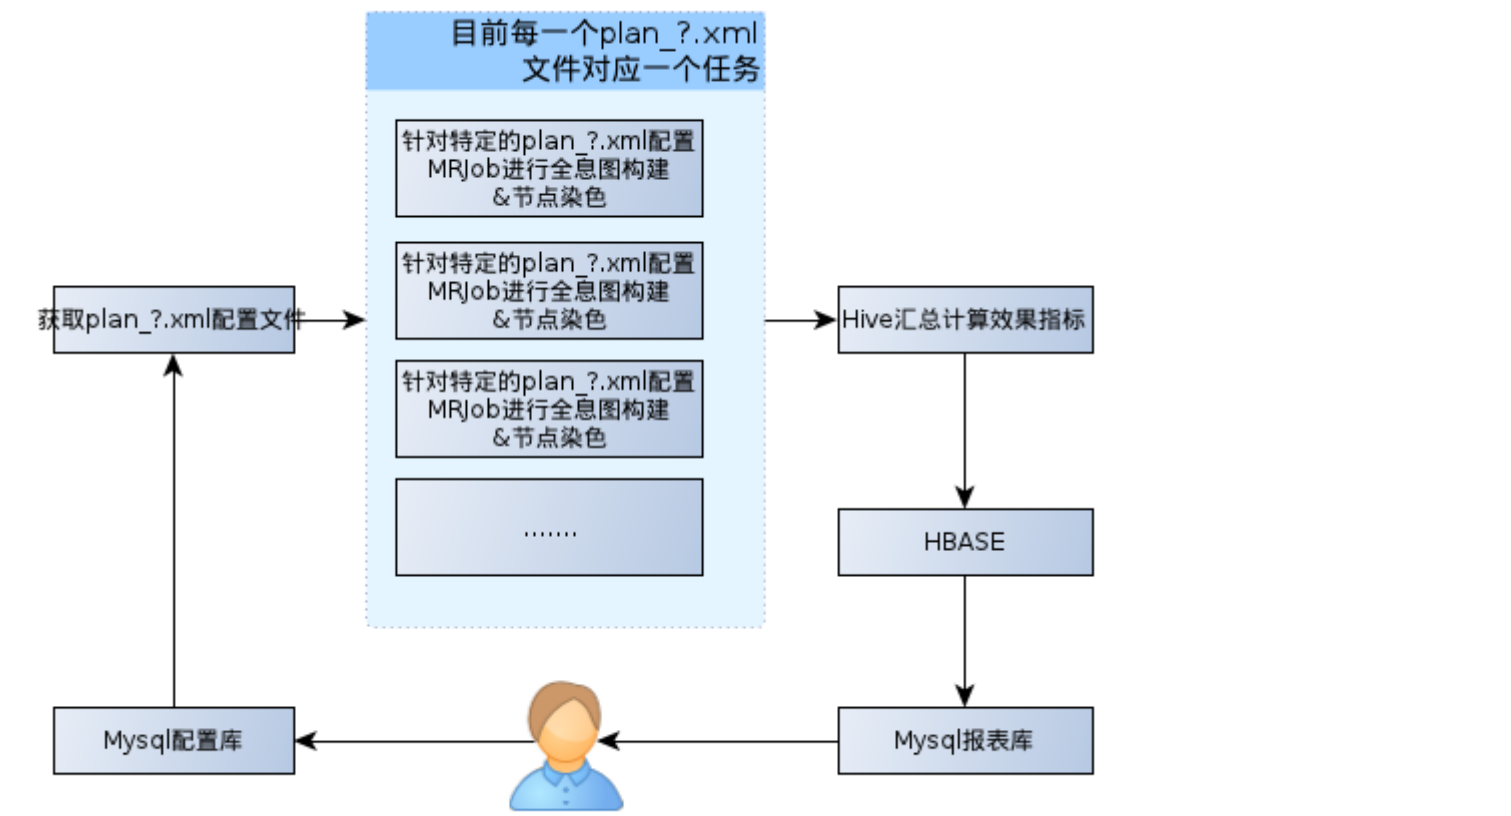 目前每一个plan_?.xml
文件对应一个任务
针对特定的plan_?.xml配置
MRJob进行全息图构建
&节点染色
针对特定的plan_?.xml配置
MRJob进行全息图构建
&节点染色
获取plan_?.xml配置文件
Hive汇总计算效果指标
针对特定的plan_?.xml配置
MRJob进行全息图构建
&节点染色
.......
HBASE
Mysql配置库
Mysql报表库